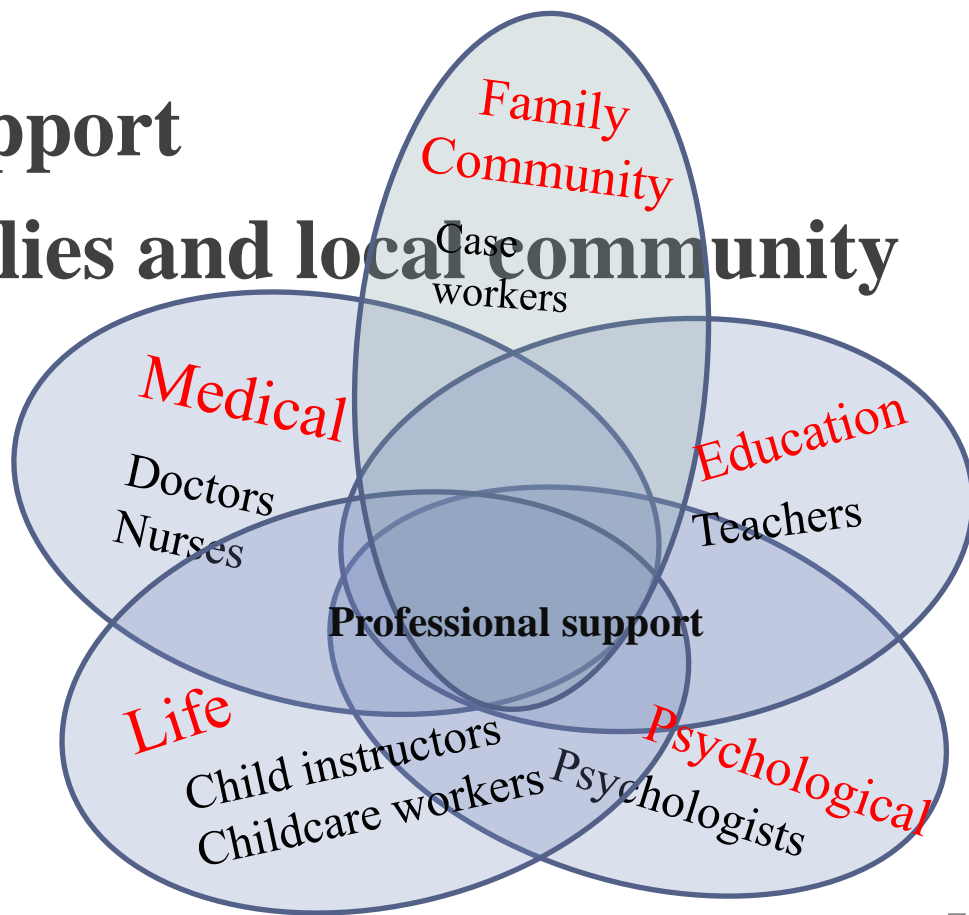 pport
lies and local community
Family
Community
Case
workers
Medical
Doctors
Nurses
Education
Teachers
Professional support
Life
Child instructors
Childcare workers
Psychological
Psychologists